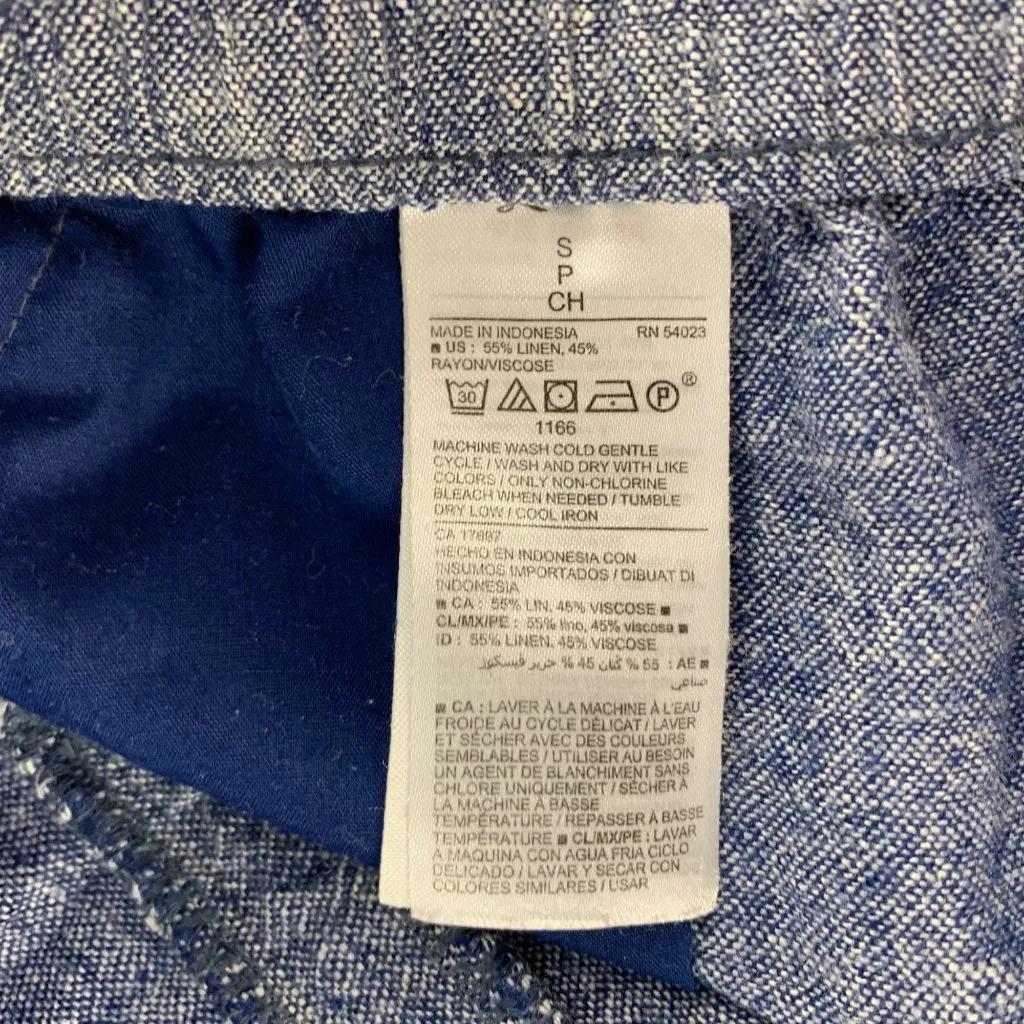 S
P
CH
MADE IN INDONESIA RN 54023
US : 55% LINEN, 45%
RAYON/VISCOSE
30 P ®
1166
MACHINE WASH COLD GENTLE
CYCLE / WASH AND DRY WITH LIKE
COLORS / ONLY NON-CHLORINE
BLEACH WHEN NEEDED / TUMBLE
DRY LOW / COOL IRON
CA 17897
HECHO EN INDONESIA CON
INSUMOS IMPORTADOS / DIBUAT DI
INDONESIA
CA : 55% LIN, 45% VISCOSE
CL/MX/PE : 55% lino, 45% viscosa
ID : 55% LINEN, 45% VISCOSE
AE : 55 % كتان 45 % حرير فيسكوز
صناعي
CA : LAVER À LA MACHINE À L'EAU
FROIDE AU CYCLE DÉLICAT / LAVER
ET SÉCHER AVEC DES COULEURS
SEMBLABLES / UTILISER AU BESOIN
UN AGENT DE BLANCHIMENT SANS
CHLORE UNIQUEMENT / SÉCHER À
LA MACHINE À BASSE
TEMPÉRATURE / REPASSER À BASSE
TEMPÉRATURE CL/MX/PE : LAVAR
A MAQUINA CON AGUA FRIA CICLO
DELICADO / LAVAR Y SECAR CON
COLORES SIMILARES / USAR